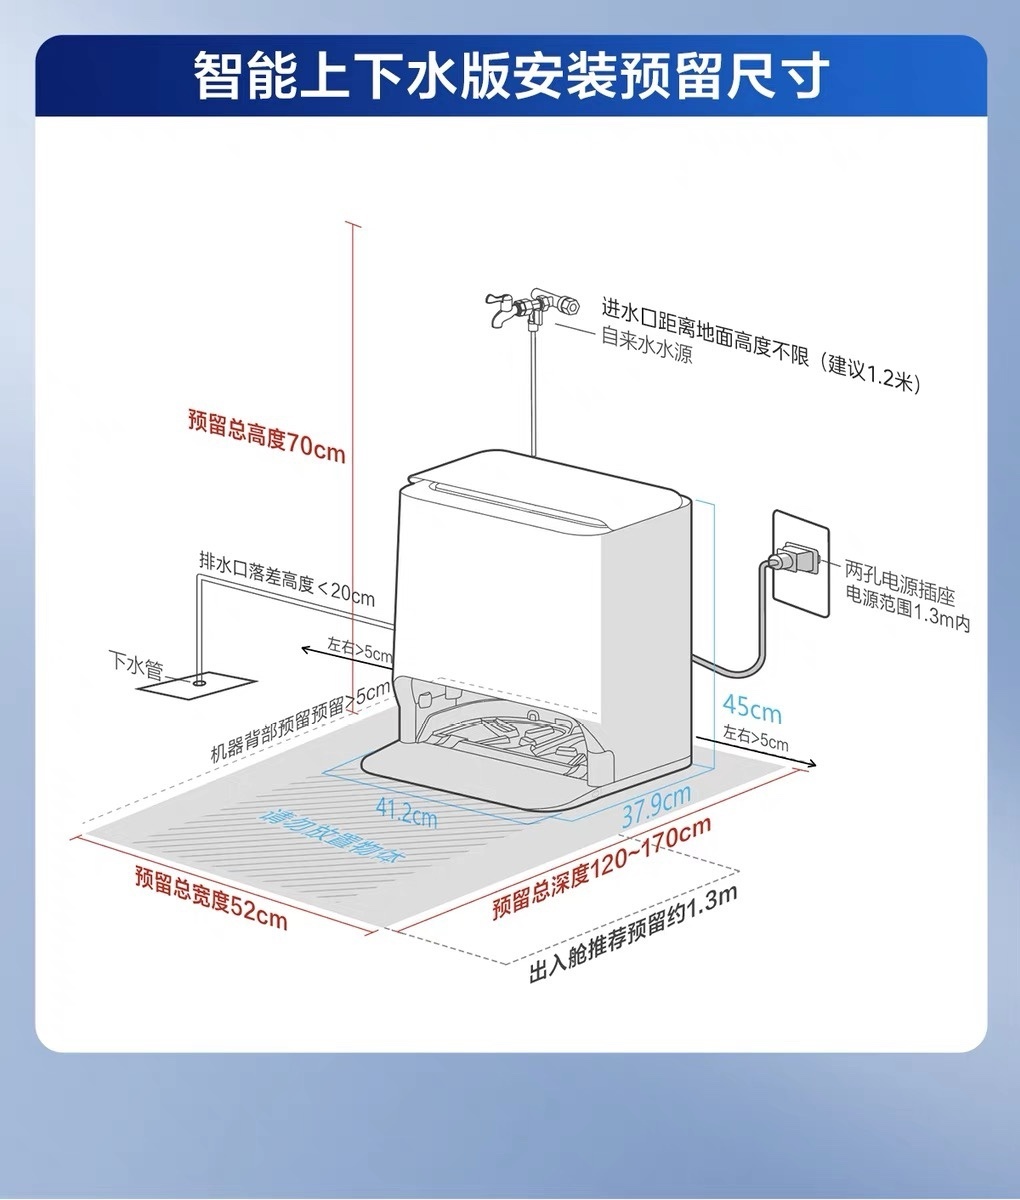 智能上下水版安装预留尺寸
进水口距离地面高度不限（建议1.2米）
自来水水源
预留总高度70cm
排水口落差高度<20cm
两孔电源插座
电源范围1.3m内
左右>5cm
下水管
机器背部预留预留>5cm
45cm
左右>5cm
41.2cm
37.9cm
请勿放置物体
预留总宽度52cm
预留总深度120~170cm
出入舱推荐预留约1.3m